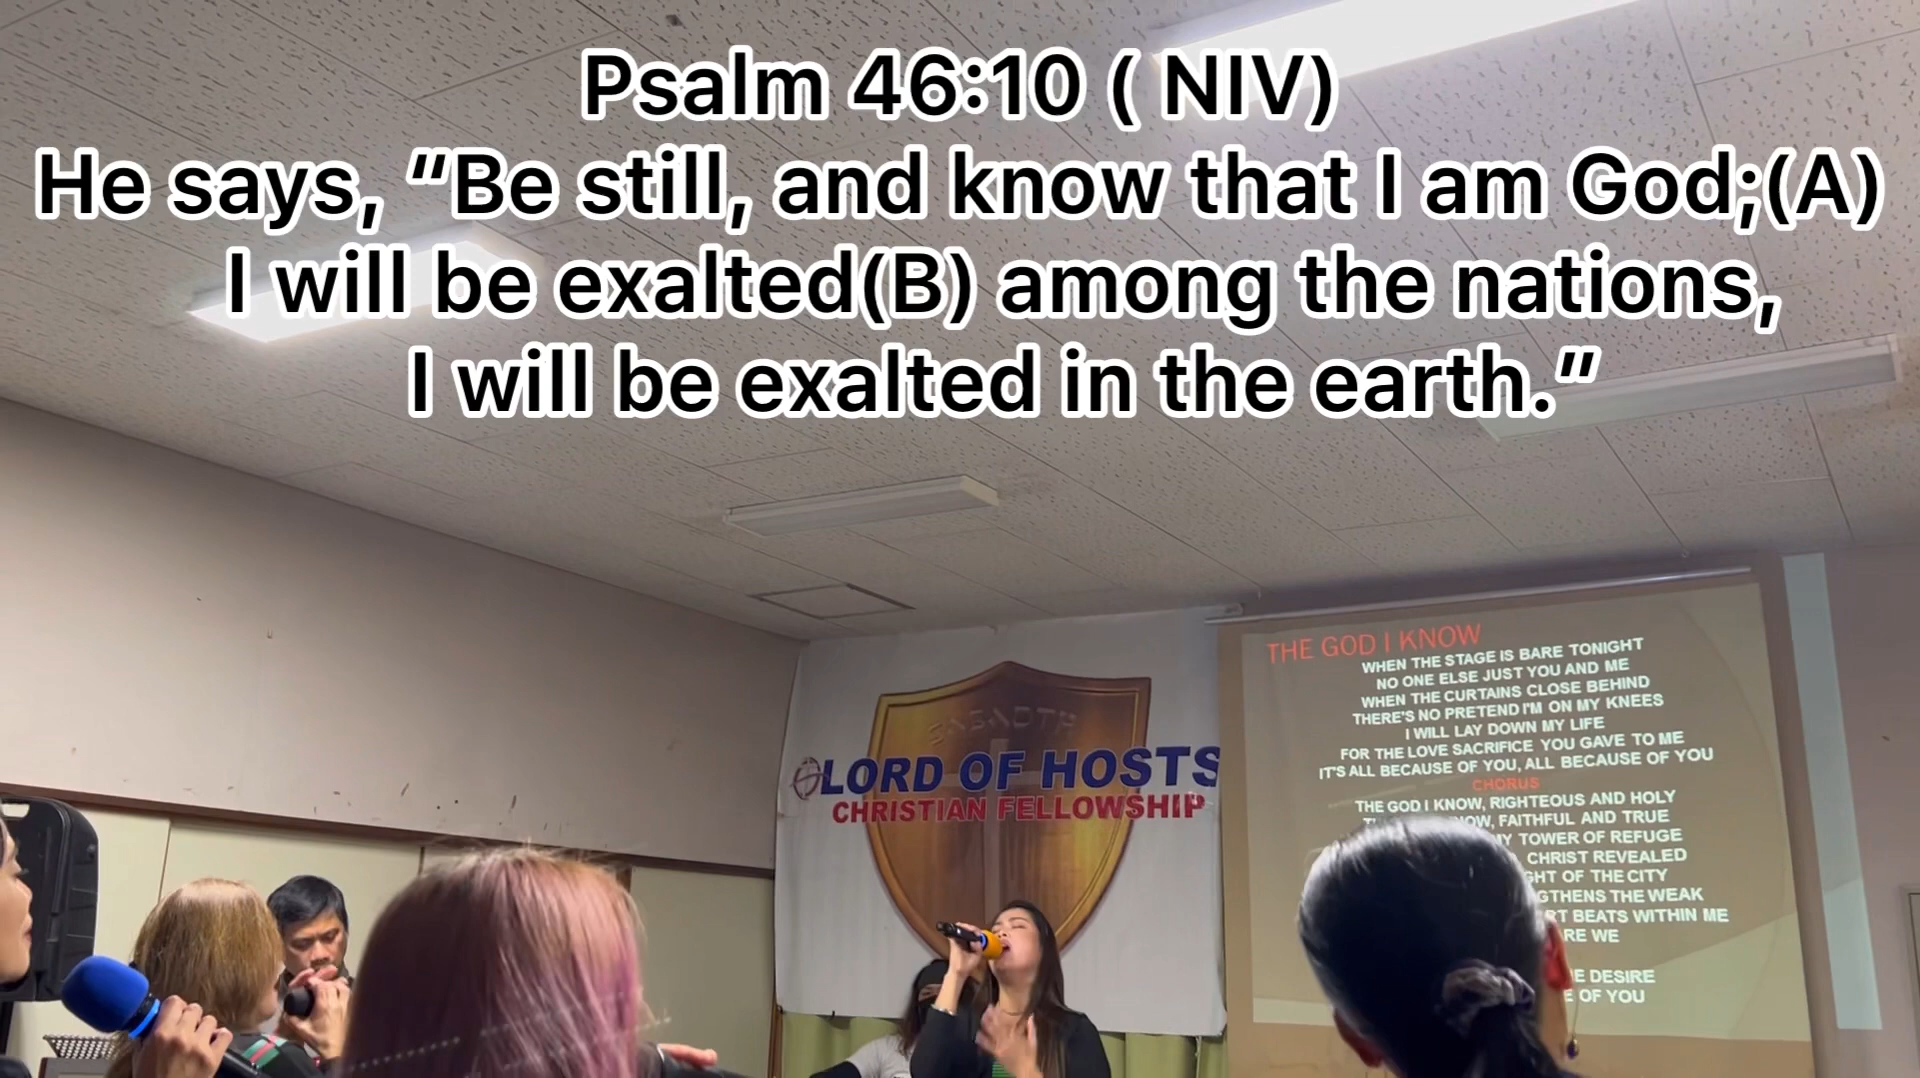 Psalm 46:10 ( NIV)
He says, “Be still, and know that I am God;(A)
I will be exalted(B) among the nations,
I will be exalted in the earth.”
SABAOTH
LORD OF HOSTS
CHRISTIAN FELLOWSHIP
THE GOD I KNOW
WHEN THE STAGE IS BARE TONIGHT
NO ONE ELSE JUST YOU AND ME
WHEN THE CURTAINS CLOSE BEHIND
THERE'S NO PRETEND I'M ON MY KNEES
I WILL LAY DOWN MY LIFE
FOR THE LOVE SACRIFICE YOU GAVE TO ME
IT'S ALL BECAUSE OF YOU, ALL BECAUSE OF YOU
CHORUS
THE GOD I KNOW, RIGHTEOUS AND HOLY
FAITHFUL AND TRUE
MY TOWER OF REFUGE
CHRIST REVEALED
OF THE CITY
THE WEAK
BEATS WITHIN ME
ARE WE
DESIRE
OF YOU